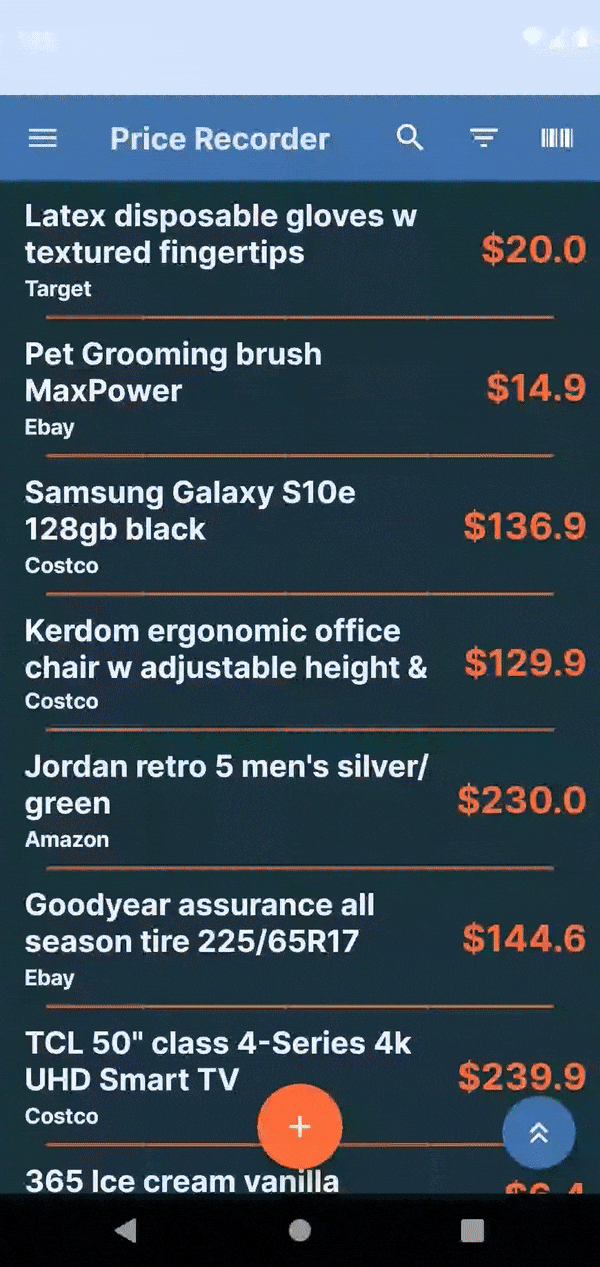 Price Recorder
Latex disposable gloves w
textured fingertips
$20.0
Target
Pet Grooming brush
MaxPower
$14.9
Ebay
Samsung Galaxy S10e
128gb black
$136.9
Costco
Kerdom ergonomic office
chair w adjustable height &
$129.9
Costco
Jordan retro 5 men's silver/
green
$230.0
Amazon
Goodyear assurance all
season tire 225/65R17
$144.6
Ebay
TCL 50" class 4-Series 4k
UHD Smart TV
$239.9
Costco
365 Ice cream vanilla